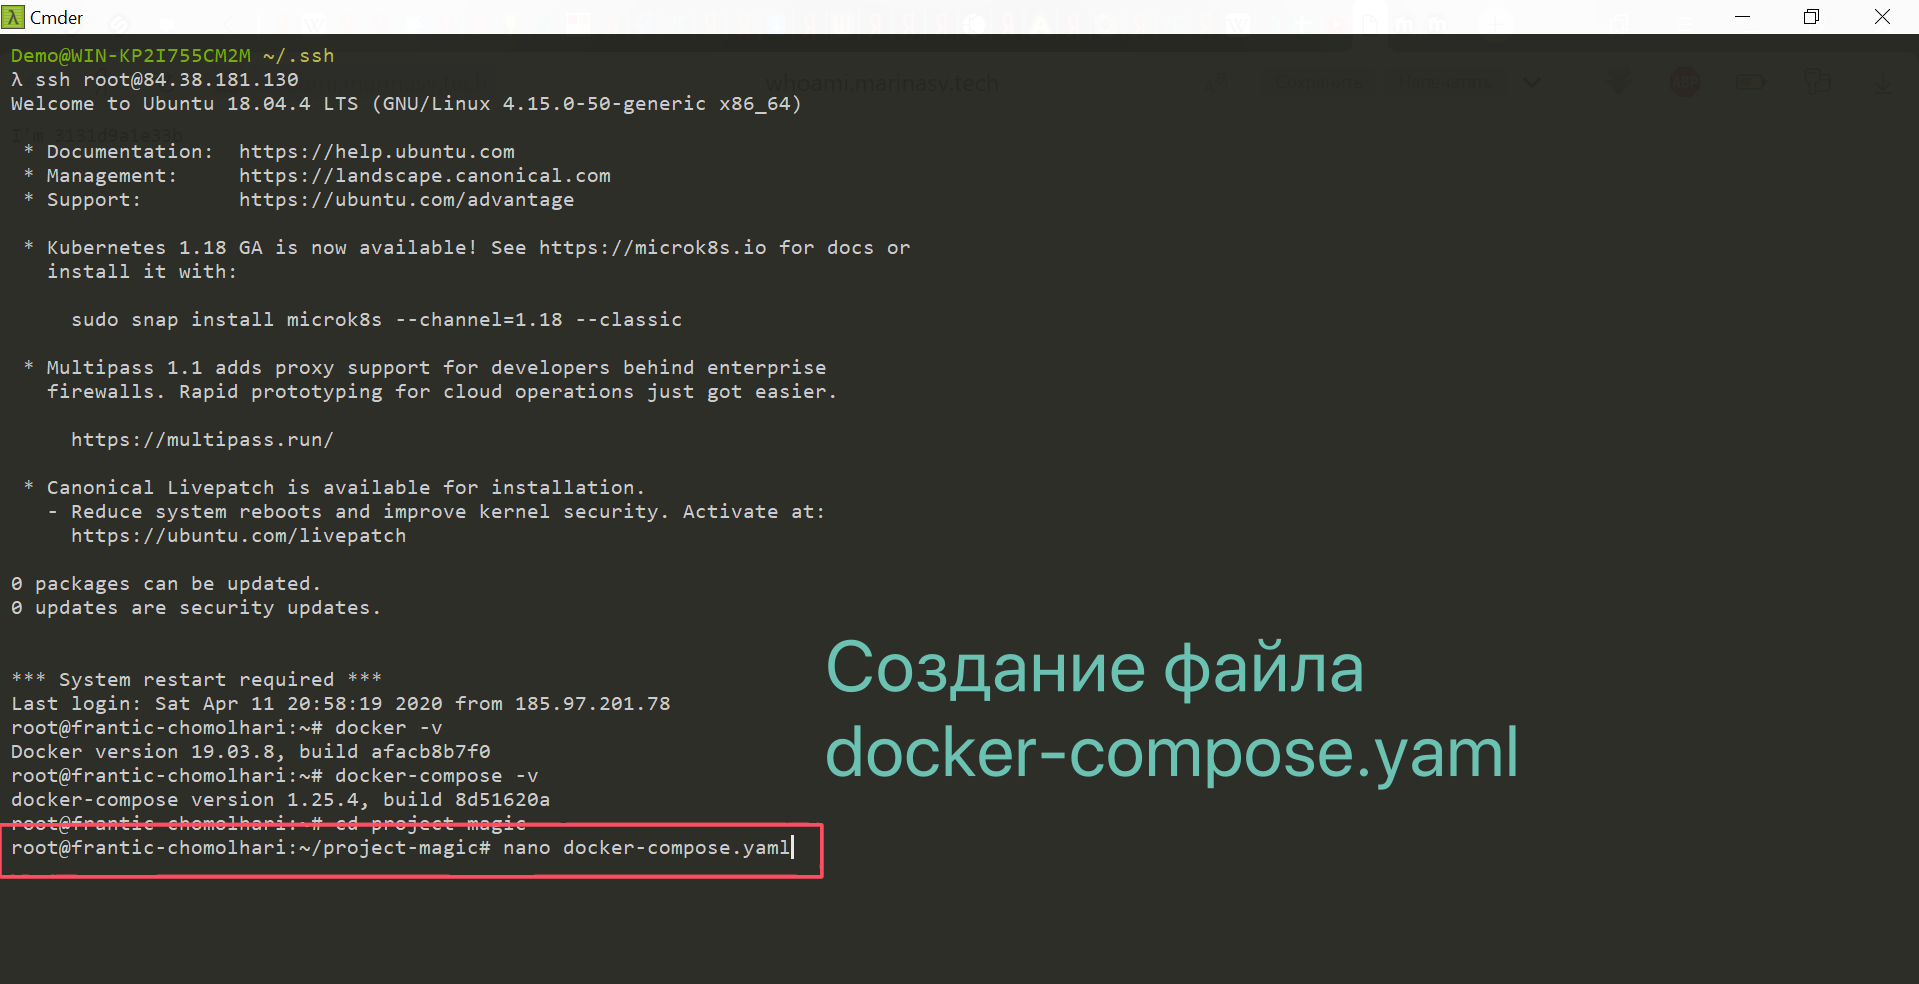 Cmder
Demo@WIN-KP2I755CM2M ~/.ssh
λ ssh root@84.38.181.130
whoami.marinasv.tech
Сохранить
Напечатать
Welcome to Ubuntu 18.04.4 LTS (GNU/Linux 4.15.0-50-generic x86_64)
I'm 3131d9a1e33b
* Documentation:  https://help.ubuntu.com
* Management:     https://landscape.canonical.com
* Support:        https://ubuntu.com/advantage
* Kubernetes 1.18 GA is now available! See https://microk8s.io for docs or
install it with:
sudo snap install microk8s --channel=1.18 --classic
* Multipass 1.1 adds proxy support for developers behind enterprise
firewalls. Rapid prototyping for cloud operations just got easier.
https://multipass.run/
* Canonical Livepatch is available for installation.
- Reduce system reboots and improve kernel security. Activate at:
https://ubuntu.com/livepatch
0 packages can be updated.
0 updates are security updates.
*** System restart required ***
Last login: Sat Apr 11 20:58:19 2020 from 185.97.201.78
root@frantic-chomolhari:~# docker -v
Docker version 19.03.8, build afacb8b7f0
root@frantic-chomolhari:~# docker-compose -v
docker-compose version 1.25.4, build 8d51620a
root@frantic-chomolhari:~# cd project-magic
root@frantic-chomolhari:~/project-magic# nano docker-compose.yaml
Создание файла
docker-compose.yaml